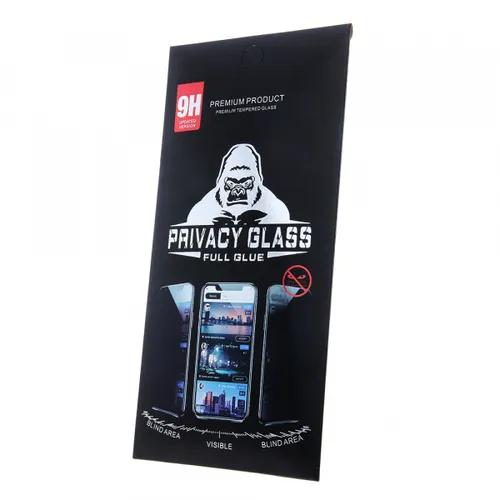 9H
UPDATED
VERSION
PREMIUM PRODUCT
PREMIUM TEMPERED GLASS
PRIVACY GLASS
FULL GLUE
BLIND AREA
VISIBLE
BLIND AREA